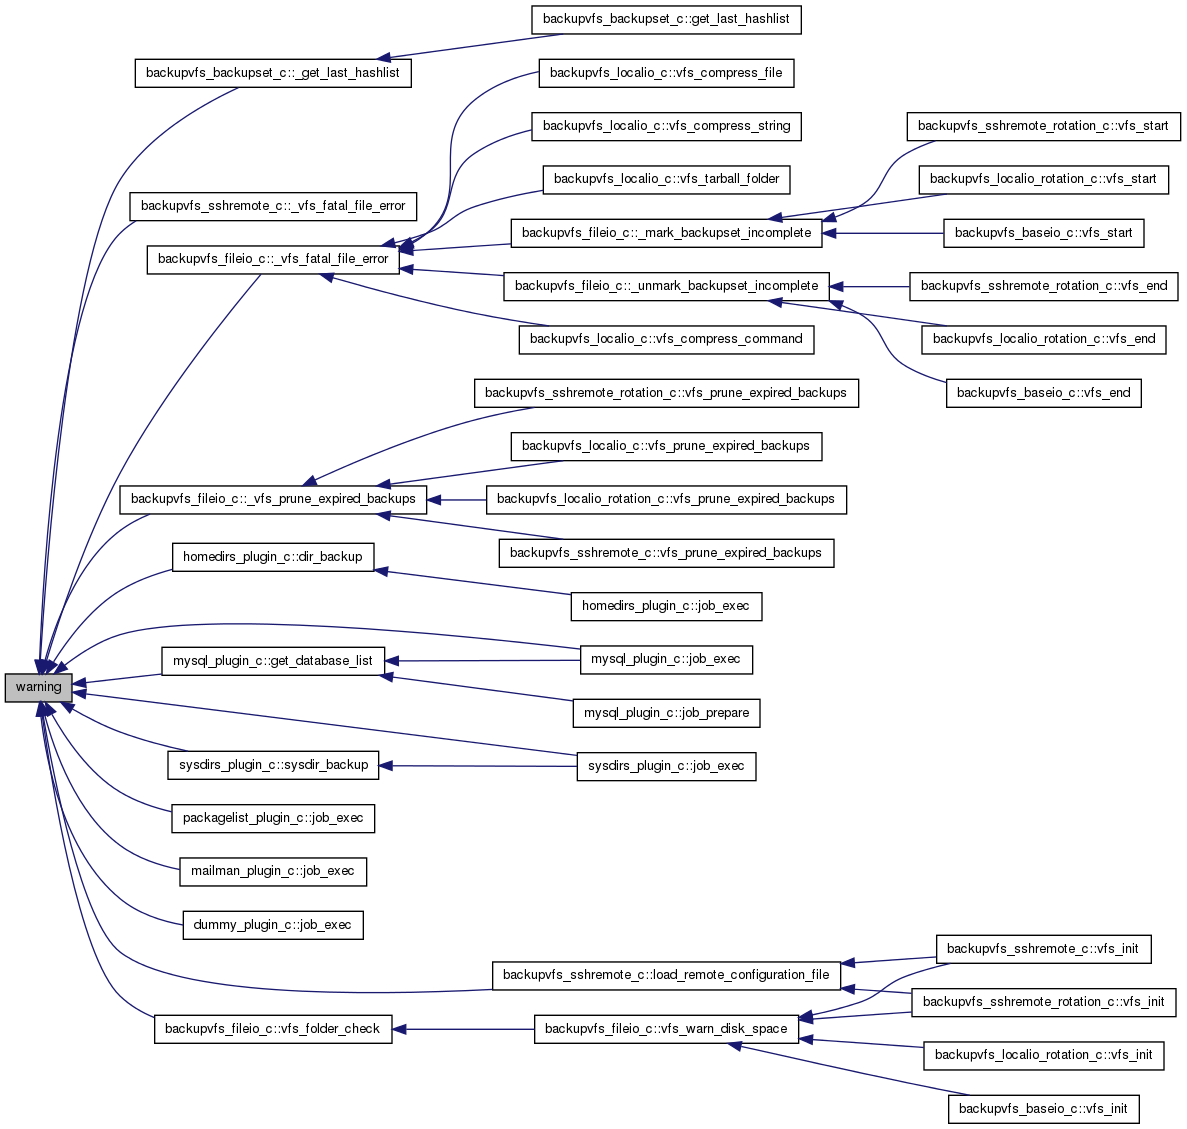 backupvfs_backupset_c::get_last_hashlist
backupvfs_backupset_c::_get_last_hashlist
backupvfs_localio_c::vfs_compress_file
backupvfs_localio_c::vfs_compress_string
backupvfs_sshremote_rotation_c::vfs_start
backupvfs_localio_c::vfs_tarball_folder
backupvfs_localio_rotation_c::vfs_start
backupvfs_sshremote_c::_vfs_fatal_file_error
backupvfs_fileio_c::_mark_backupset_incomplete
backupvfs_baseio_c::vfs_start
backupvfs_fileio_c::_vfs_fatal_file_error
backupvfs_fileio_c::_unmark_backupset_incomplete
backupvfs_sshremote_rotation_c::vfs_end
backupvfs_localio_c::vfs_compress_command
backupvfs_localio_rotation_c::vfs_end
backupvfs_sshremote_rotation_c::vfs_prune_expired_backups
backupvfs_baseio_c::vfs_end
backupvfs_localio_c::vfs_prune_expired_backups
backupvfs_fileio_c::_vfs_prune_expired_backups
backupvfs_localio_rotation_c::vfs_prune_expired_backups
homedirs_plugin_c::dir_backup
backupvfs_sshremote_c::vfs_prune_expired_backups
homedirs_plugin_c::job_exec
mysql_plugin_c::get_database_list
mysql_plugin_c::job_exec
warning
mysql_plugin_c::job_prepare
sysdirs_plugin_c::sysdir_backup
sysdirs_plugin_c::job_exec
packagelist_plugin_c::job_exec
mailman_plugin_c::job_exec
dummy_plugin_c::job_exec
backupvfs_sshremote_c::vfs_init
backupvfs_sshremote_c::load_remote_configuration_file
backupvfs_sshremote_rotation_c::vfs_init
backupvfs_fileio_c::vfs_folder_check
backupvfs_fileio_c::vfs_warn_disk_space
backupvfs_localio_rotation_c::vfs_init
backupvfs_baseio_c::vfs_init